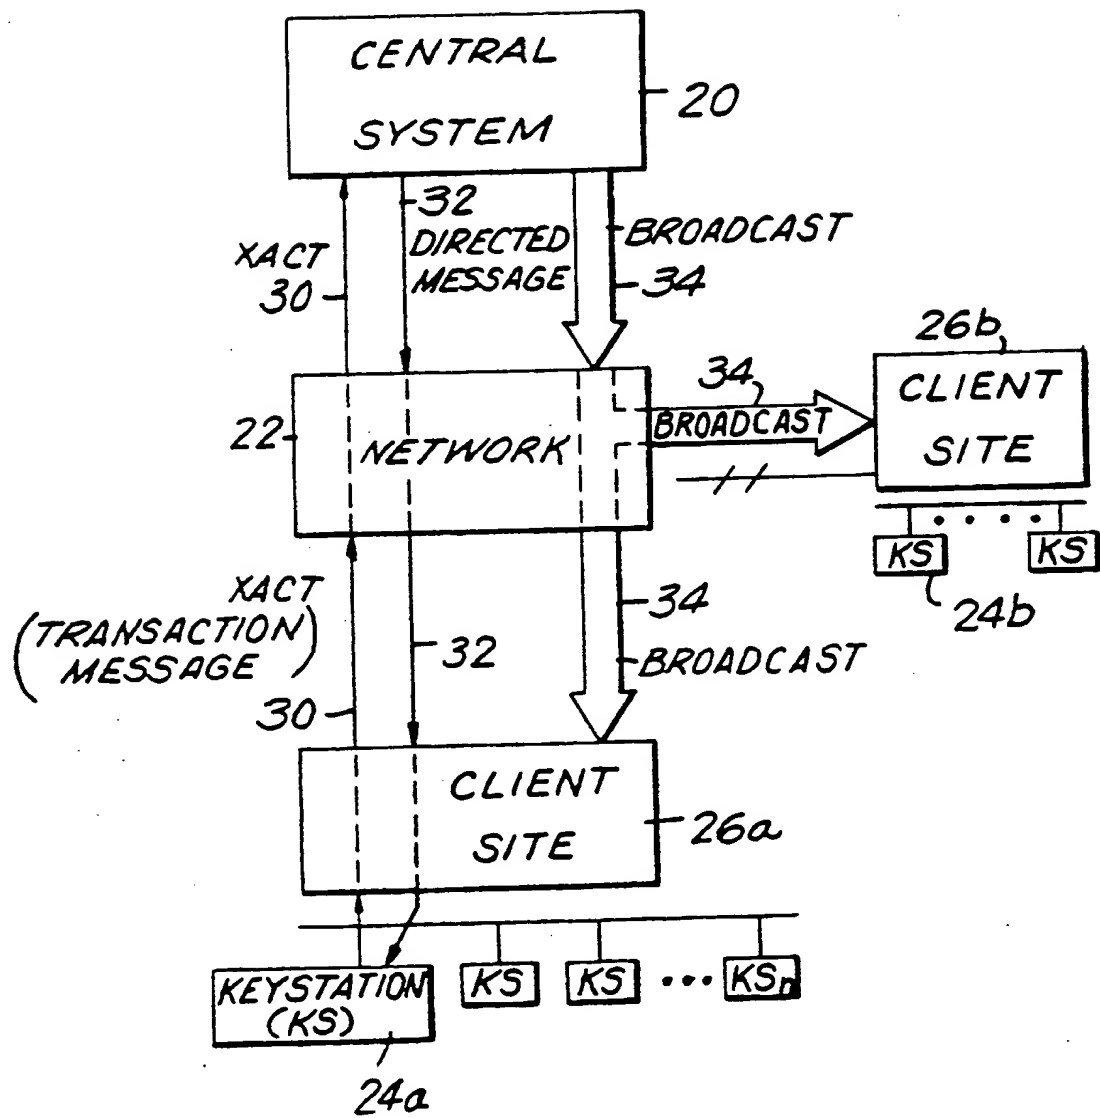 CENTRAL
SYSTEM
20
32
DIRECTED
MESSAGE
BROADCAST
34
XACT
30
26b
CLIENT
SITE
34
BROADCAST
22
NETWORK
KS
KS
24b
XACT
(TRANSACTION
MESSAGE)
30
32
34
BROADCAST
CLIENT
SITE
26a
KEYSTATION
(KS)
24a
KS
KS
KSn